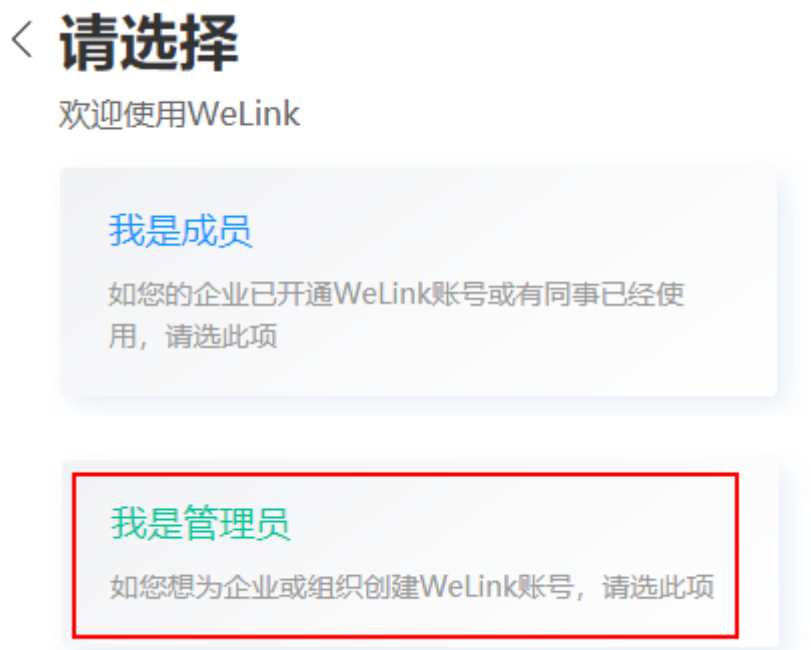 请选择
欢迎使用WeLink
我是成员
如您的企业已开通WeLink账号或有同事已经使
用，请选此项
我是管理员
如您想为企业或组织创建WeLink账号，请选此项